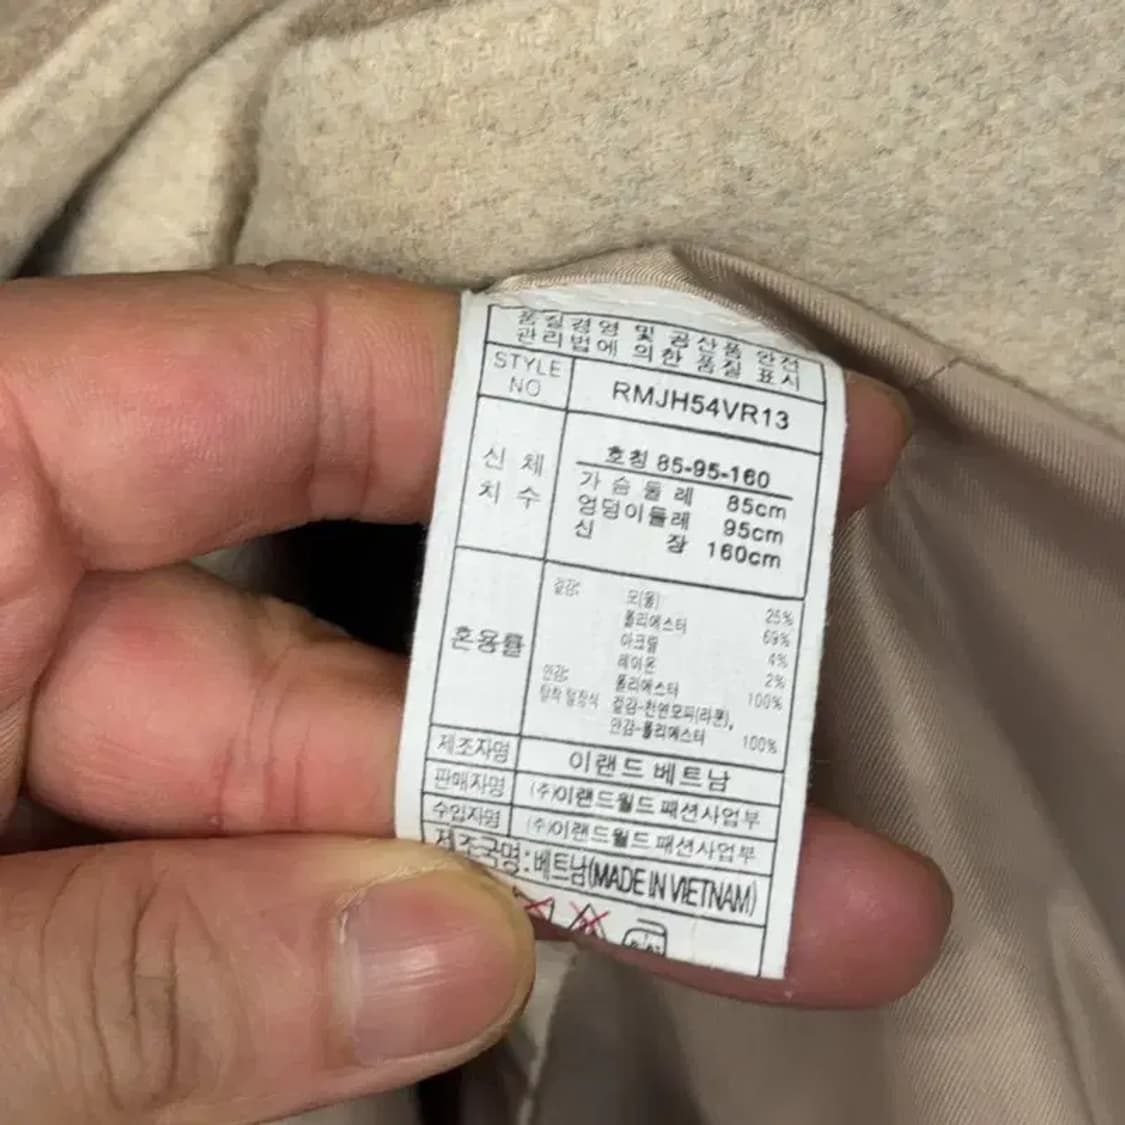 품질경영 및 공산품 안전
관리법에 의한 품질 표시
STYLE NO RMJH54VR13
신체 치수
호칭 85-95-160
가슴둘레 85cm
엉덩이둘레 95cm
신장 160cm
혼용률
겉감: 모(울) 25%
폴리에스터 69%
아크릴 4%
레이온 2%
안감: 폴리에스터 100%
탈착 털장식 겉감-천연모피(라쿤),
안감-폴리에스터 100%
제조자명 이랜드 베트남
판매자명 (주)이랜드월드 패션사업부
수입자명 (주)이랜드월드 패션사업부
제조국명:베트남(MADE IN VIETNAM)